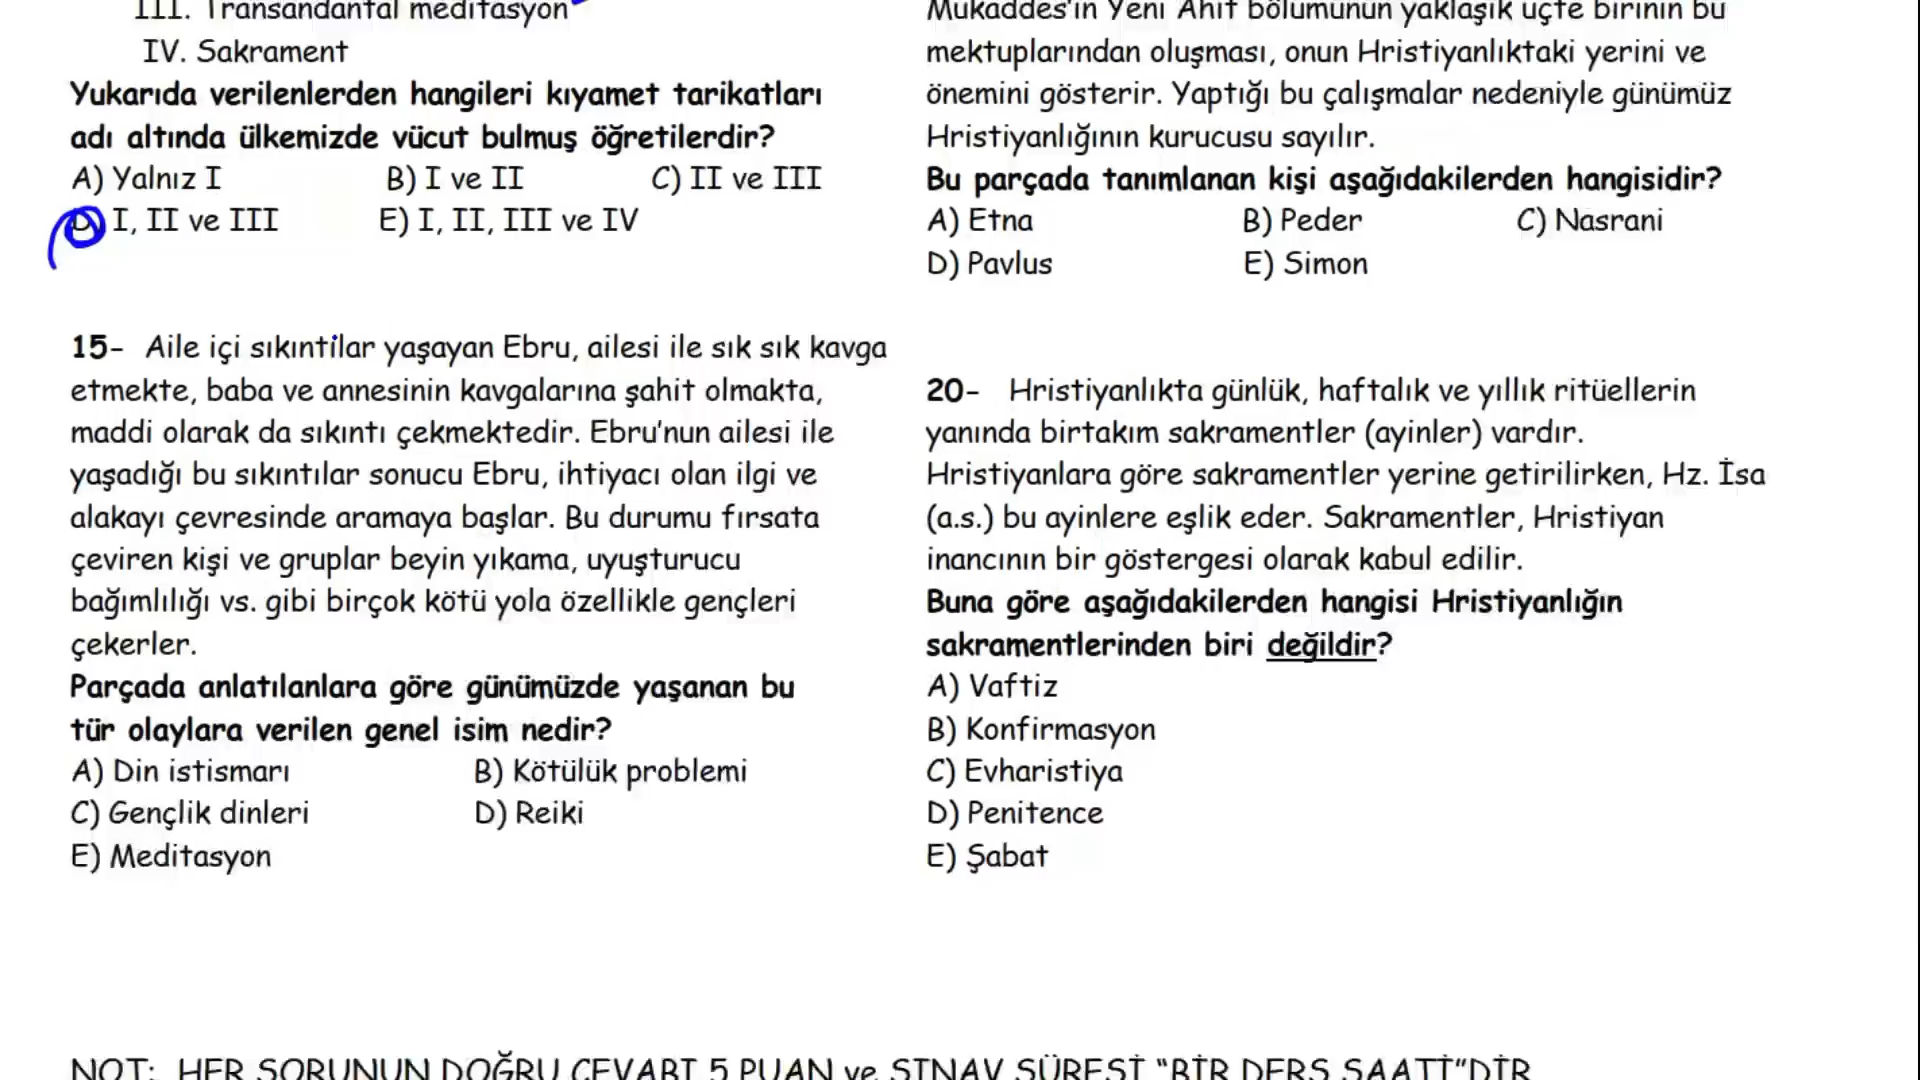 III. Transandantal meditasyon
IV. Sakrament
Yukarıda verilenlerden hangileri kıyamet tarikatları
adı altında ülkemizde vücut bulmuş öğretilerdir?
A) Yalnız I B) I ve II C) II ve III
D) I, II ve III E) I, II, III ve IV
15- Aile içi sıkıntılar yaşayan Ebru, ailesi ile sık sık kavga
etmekte, baba ve annesinin kavgalarına şahit olmakta,
maddi olarak da sıkıntı çekmektedir. Ebru’nun ailesi ile
yaşadığı bu sıkıntılar sonucu Ebru, ihtiyacı olan ilgi ve
alakayı çevresinde aramaya başlar. Bu durumu fırsata
çeviren kişi ve gruplar beyin yıkama, uyuşturucu
bağımlılığı vs. gibi birçok kötü yola özellikle gençleri
çekerler.
Parçada anlatılanlara göre günümüzde yaşanan bu
tür olaylara verilen genel isim nedir?
A) Din istismarı B) Kötülük problemi
C) Gençlik dinleri D) Reiki
E) Meditasyon
Mukaddes'in Yeni Ahit bölümünün yaklaşık üçte birinin bu
mektuplarından oluşması, onun Hristiyanlıktaki yerini ve
önemini gösterir. Yaptığı bu çalışmalar nedeniyle günümüz
Hristiyanlığının kurucusu sayılır.
Bu parçada tanımlanan kişi aşağıdakilerden hangisidir?
A) Etna B) Peder C) Nasrani
D) Pavlus E) Simon
20- Hristiyanlıkta günlük, haftalık ve yıllık ritüellerin
yanında birtakım sakramentler (ayinler) vardır.
Hristiyanlara göre sakramentler yerine getirilirken, Hz. İsa
(a.s.) bu ayinlere eşlik eder. Sakramentler, Hristiyan
inancının bir göstergesi olarak kabul edilir.
Buna göre aşağıdakilerden hangisi Hristiyanlığın
sakramentlerinden biri değildir?
A) Vaftiz
B) Konfirmasyon
C) Evharistiya
D) Penitence
E) Şabat
NOT: HER SORUNUN DOĞRU CEVABI 5 PUAN ve SINAV SÜRESİ “BİR DERS SAATİ”DİR